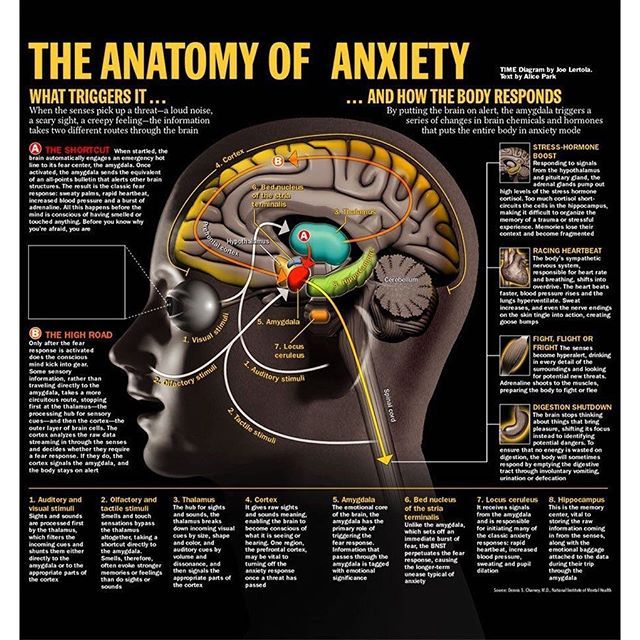 THE ANATOMY OF ANXIETY
TIME Diagram by Joe Lertola.
Text by Alice Park
WHAT TRIGGERS IT ...
When the senses pick up a threat—a loud noise,
a scary sight, a creepy feeling—the information
takes two different routes through the brain
... AND HOW THE BODY RESPONDS
By putting the brain on alert, the amygdala triggers a
series of changes in brain chemicals and hormones
that puts the entire body in anxiety mode
A THE SHORTCUT When startled, the
brain automatically engages an emergency hot
line to its fear center, the amygdala. Once
activated, the amygdala sends the equivalent
of an all-points bulletin that alerts other brain
structures. The result is the classic fear
response: sweaty palms, rapid heartbeat,
increased blood pressure and a burst of
adrenaline. All this happens before the
mind is conscious of having smelled or
touched anything. Before you know why
you're afraid, you are
B THE HIGH ROAD
Only after the fear
response is activated
does the conscious
mind kick into gear.
Some sensory
information, rather than
traveling directly to the
amygdala, takes a more
circuitous route, stopping
first at the thalamus—the
processing hub for sensory
cues—and then the cortex—the
outer layer of brain cells. The
cortex analyzes the raw data
streaming in through the senses
and decides whether they require
a fear response. If they do, the
cortex signals the amygdala, and
the body stays on alert
4. Cortex
B
6. Bed nucleus
of the stria
terminalis
3. Thalamus
A
Prefrontal cortex
Hypothalamus
8. Hippocampus
Cerebellum
5. Amygdala
7. Locus
ceruleus
1. Visual stimuli
2. Olfactory stimuli
1. Auditory stimuli
2. Tactile stimuli
Spinal cord
STRESS-HORMONE
BOOST
Responding to signals
from the hypothalamus
and pituitary gland, the
adrenal glands pump out
high levels of the stress hormone
cortisol. Too much cortisol short-
circuits the cells in the hippocampus,
making it difficult to organize the
memory of a trauma or stressful
experience. Memories lose their
context and become fragmented
RACING HEARTBEAT
The body's sympathetic
nervous system,
responsible for heart rate
and breathing, shifts into
overdrive. The heart beats
faster, blood pressure rises and the
lungs hyperventilate. Sweat
increases, and even the nerve endings
on the skin tingle into action, creating
goose bumps
FIGHT, FLIGHT OR
FRIGHT The senses
become hyperalert, drinking
in every detail of the
surroundings and looking
for potential new threats.
Adrenaline shoots to the muscles,
preparing the body to fight or flee
DIGESTION SHUTDOWN
The brain stops thinking
about things that bring
pleasure, shifting its focus
instead to identifying
potential dangers. To
ensure that no energy is wasted on
digestion, the body will sometimes
respond by emptying the digestive
tract through involuntary vomiting,
urination or defecation
1. Auditory and
visual stimuli
Sights and sounds
are processed first
by the thalamus,
which filters the
incoming cues and
shunts them either
directly to the
amygdala or to the
appropriate parts of
the cortex
2. Olfactory and
tactile stimuli
Smells and touch
sensations bypass
the thalamus
altogether, taking a
shortcut directly to
the amygdala.
Smells, therefore,
often evoke stronger
memories or feelings
than do sights or
sounds
3. Thalamus
The hub for sights
and sounds, the
thalamus breaks
down incoming visual
cues by size, shape
and color, and
auditory cues by
volume and
dissonance, and
then signals the
appropriate parts of
the cortex
4. Cortex
It gives raw sights
and sounds meaning,
enabling the brain to
become conscious of
what it is seeing or
hearing. One region, the
prefrontal cortex, may
be vital to
turning off the
anxiety response
once a threat has
passed
5. Amygdala
The emotional core
of the brain, the
amygdala has the
primary role of
triggering the
fear response.
Information that
passes through the
amygdala is tagged
with emotional
significance
6. Bed nucleus
of the stria
terminalis
Unlike the amygdala,
which sets off an
immediate burst of
fear, the BNST
perpetuates the fear
response, causing
the longer-term
unease typical of
anxiety
7. Locus ceruleus
It receives signals
from the amygdala
and is responsible
for initiating many of
the classic anxiety
responses: rapid
heartbeat, increased
blood pressure,
sweating and pupil
dilation
8. Hippocampus
This is the memory
center, vital to
storing the raw
information coming
in from the senses,
along with the
emotional baggage
attached to the data
during their trip
through the
amygdala
Source: Dennis S. Charney, M.D., National Institute of Mental Health